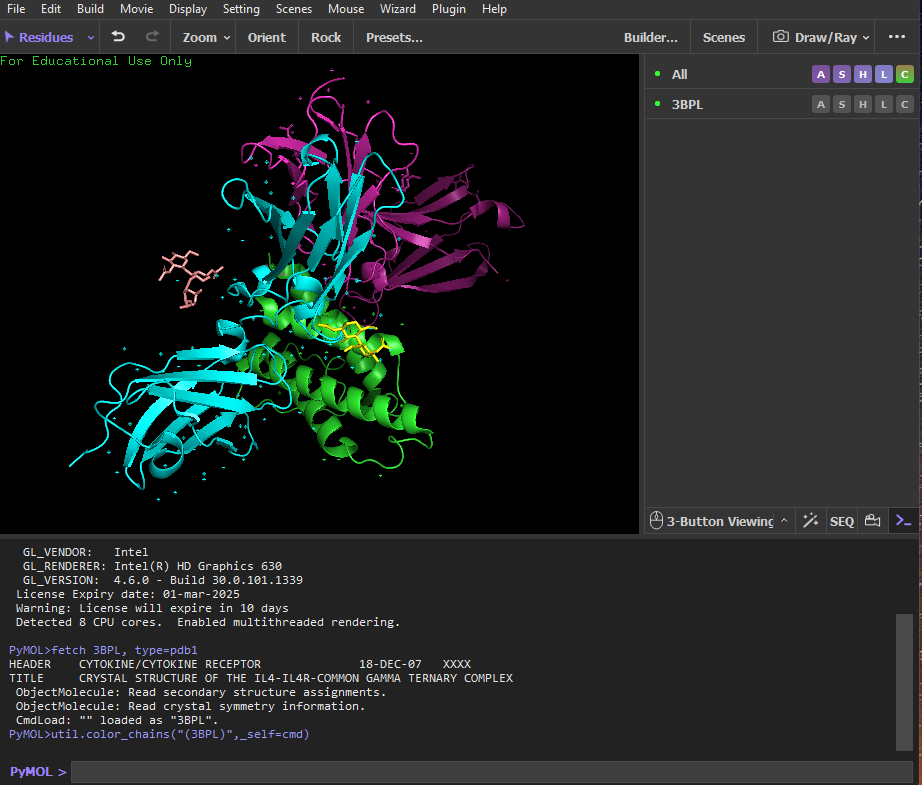 File Edit Build Movie Display Setting Scenes Mouse Wizard Plugin Help
Residues Zoom Orient Rock Presets... Builder... Scenes Draw/Ray
For Educational Use Only
All A S H L C
3BPL A S H L C
3-Button Viewing SEQ
GL_VENDOR: Intel
GL_RENDERER: Intel(R) HD Graphics 630
GL_VERSION: 4.6.0 - Build 30.0.101.1339
License Expiry date: 01-mar-2025
Warning: License will expire in 10 days
Detected 8 CPU cores. Enabled multithreaded rendering.
PyMOL>fetch 3BPL, type=pdb1
HEADER CYTOKINE/CYTOKINE RECEPTOR 18-DEC-07 XXXX
TITLE CRYSTAL STRUCTURE OF THE IL4-IL4R-COMMON GAMMA TERNARY COMPLEX
ObjectMolecule: Read secondary structure assignments.
ObjectMolecule: Read crystal symmetry information.
CmdLoad: "" loaded as "3BPL".
PyMOL>util.color_chains("(3BPL)",_self=cmd)
PyMOL >